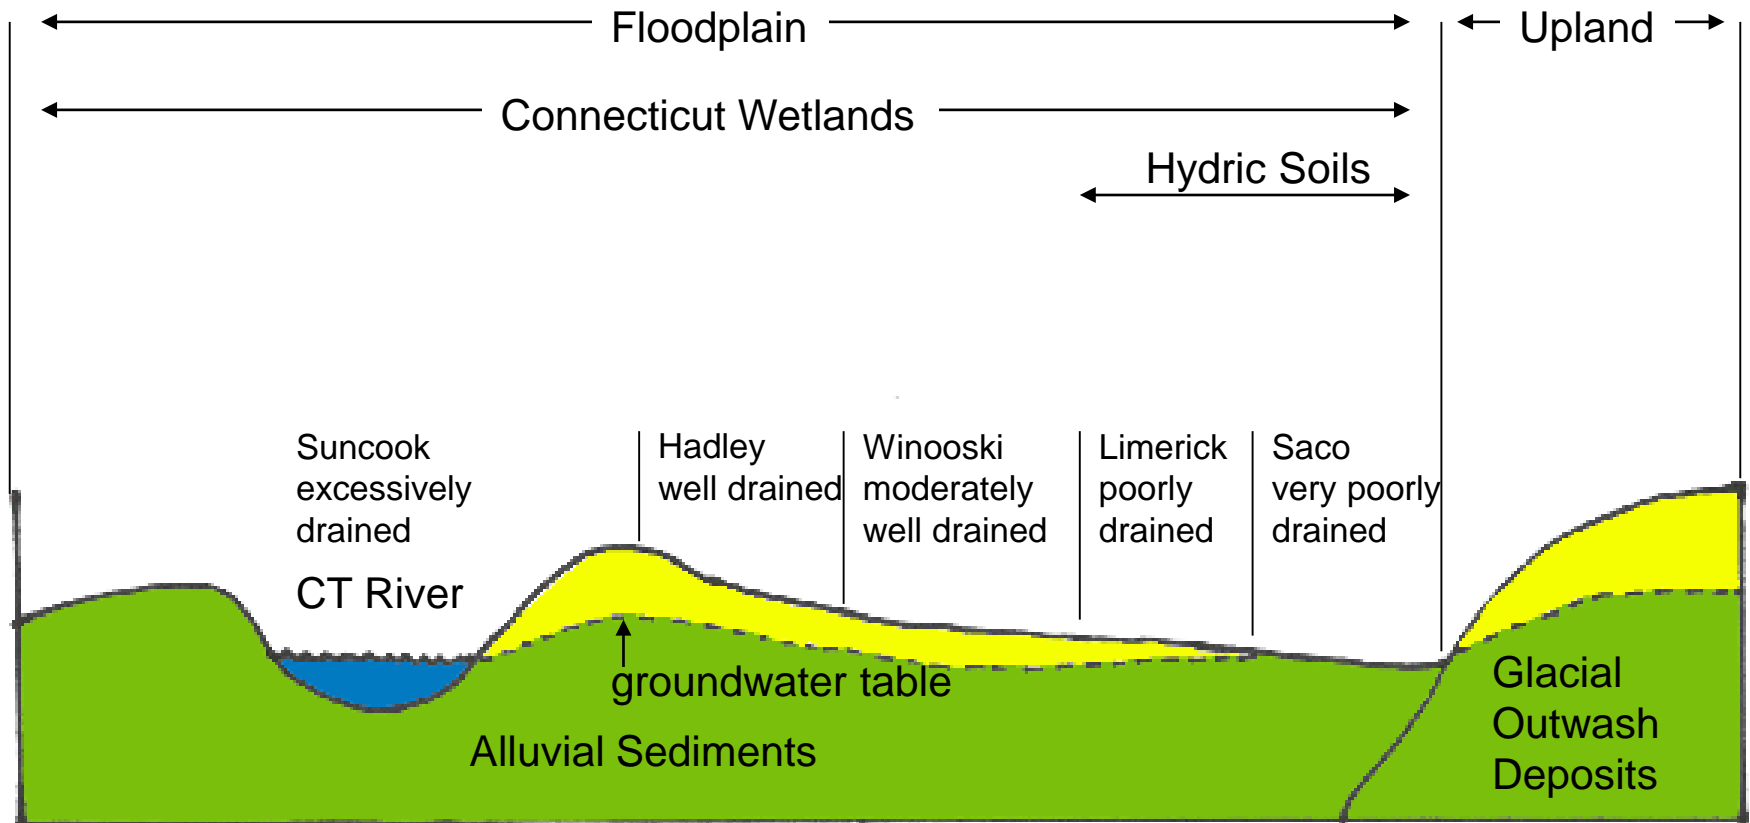 Floodplain
Upland
Connecticut Wetlands
Hydric Soils
Suncook
excessively
drained
Hadley
well drained
Winooski
moderately
well drained
Limerick
poorly
drained
Saco
very poorly
drained
CT River
groundwater table
Alluvial Sediments
Glacial
Outwash
Deposits